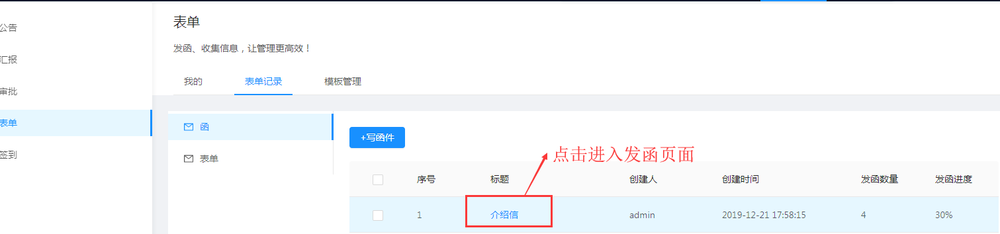 表单
公告
发函、收集信息，让管理更高效！
汇报
我的 表单记录 模板管理
审批
表单
函
+写函件
签到
表单
点击进入发函页面
序号 标题 创建人 创建时间 发函数量 发函进度
1 介绍信 admin 2019-12-21 17:58:15 4 30%